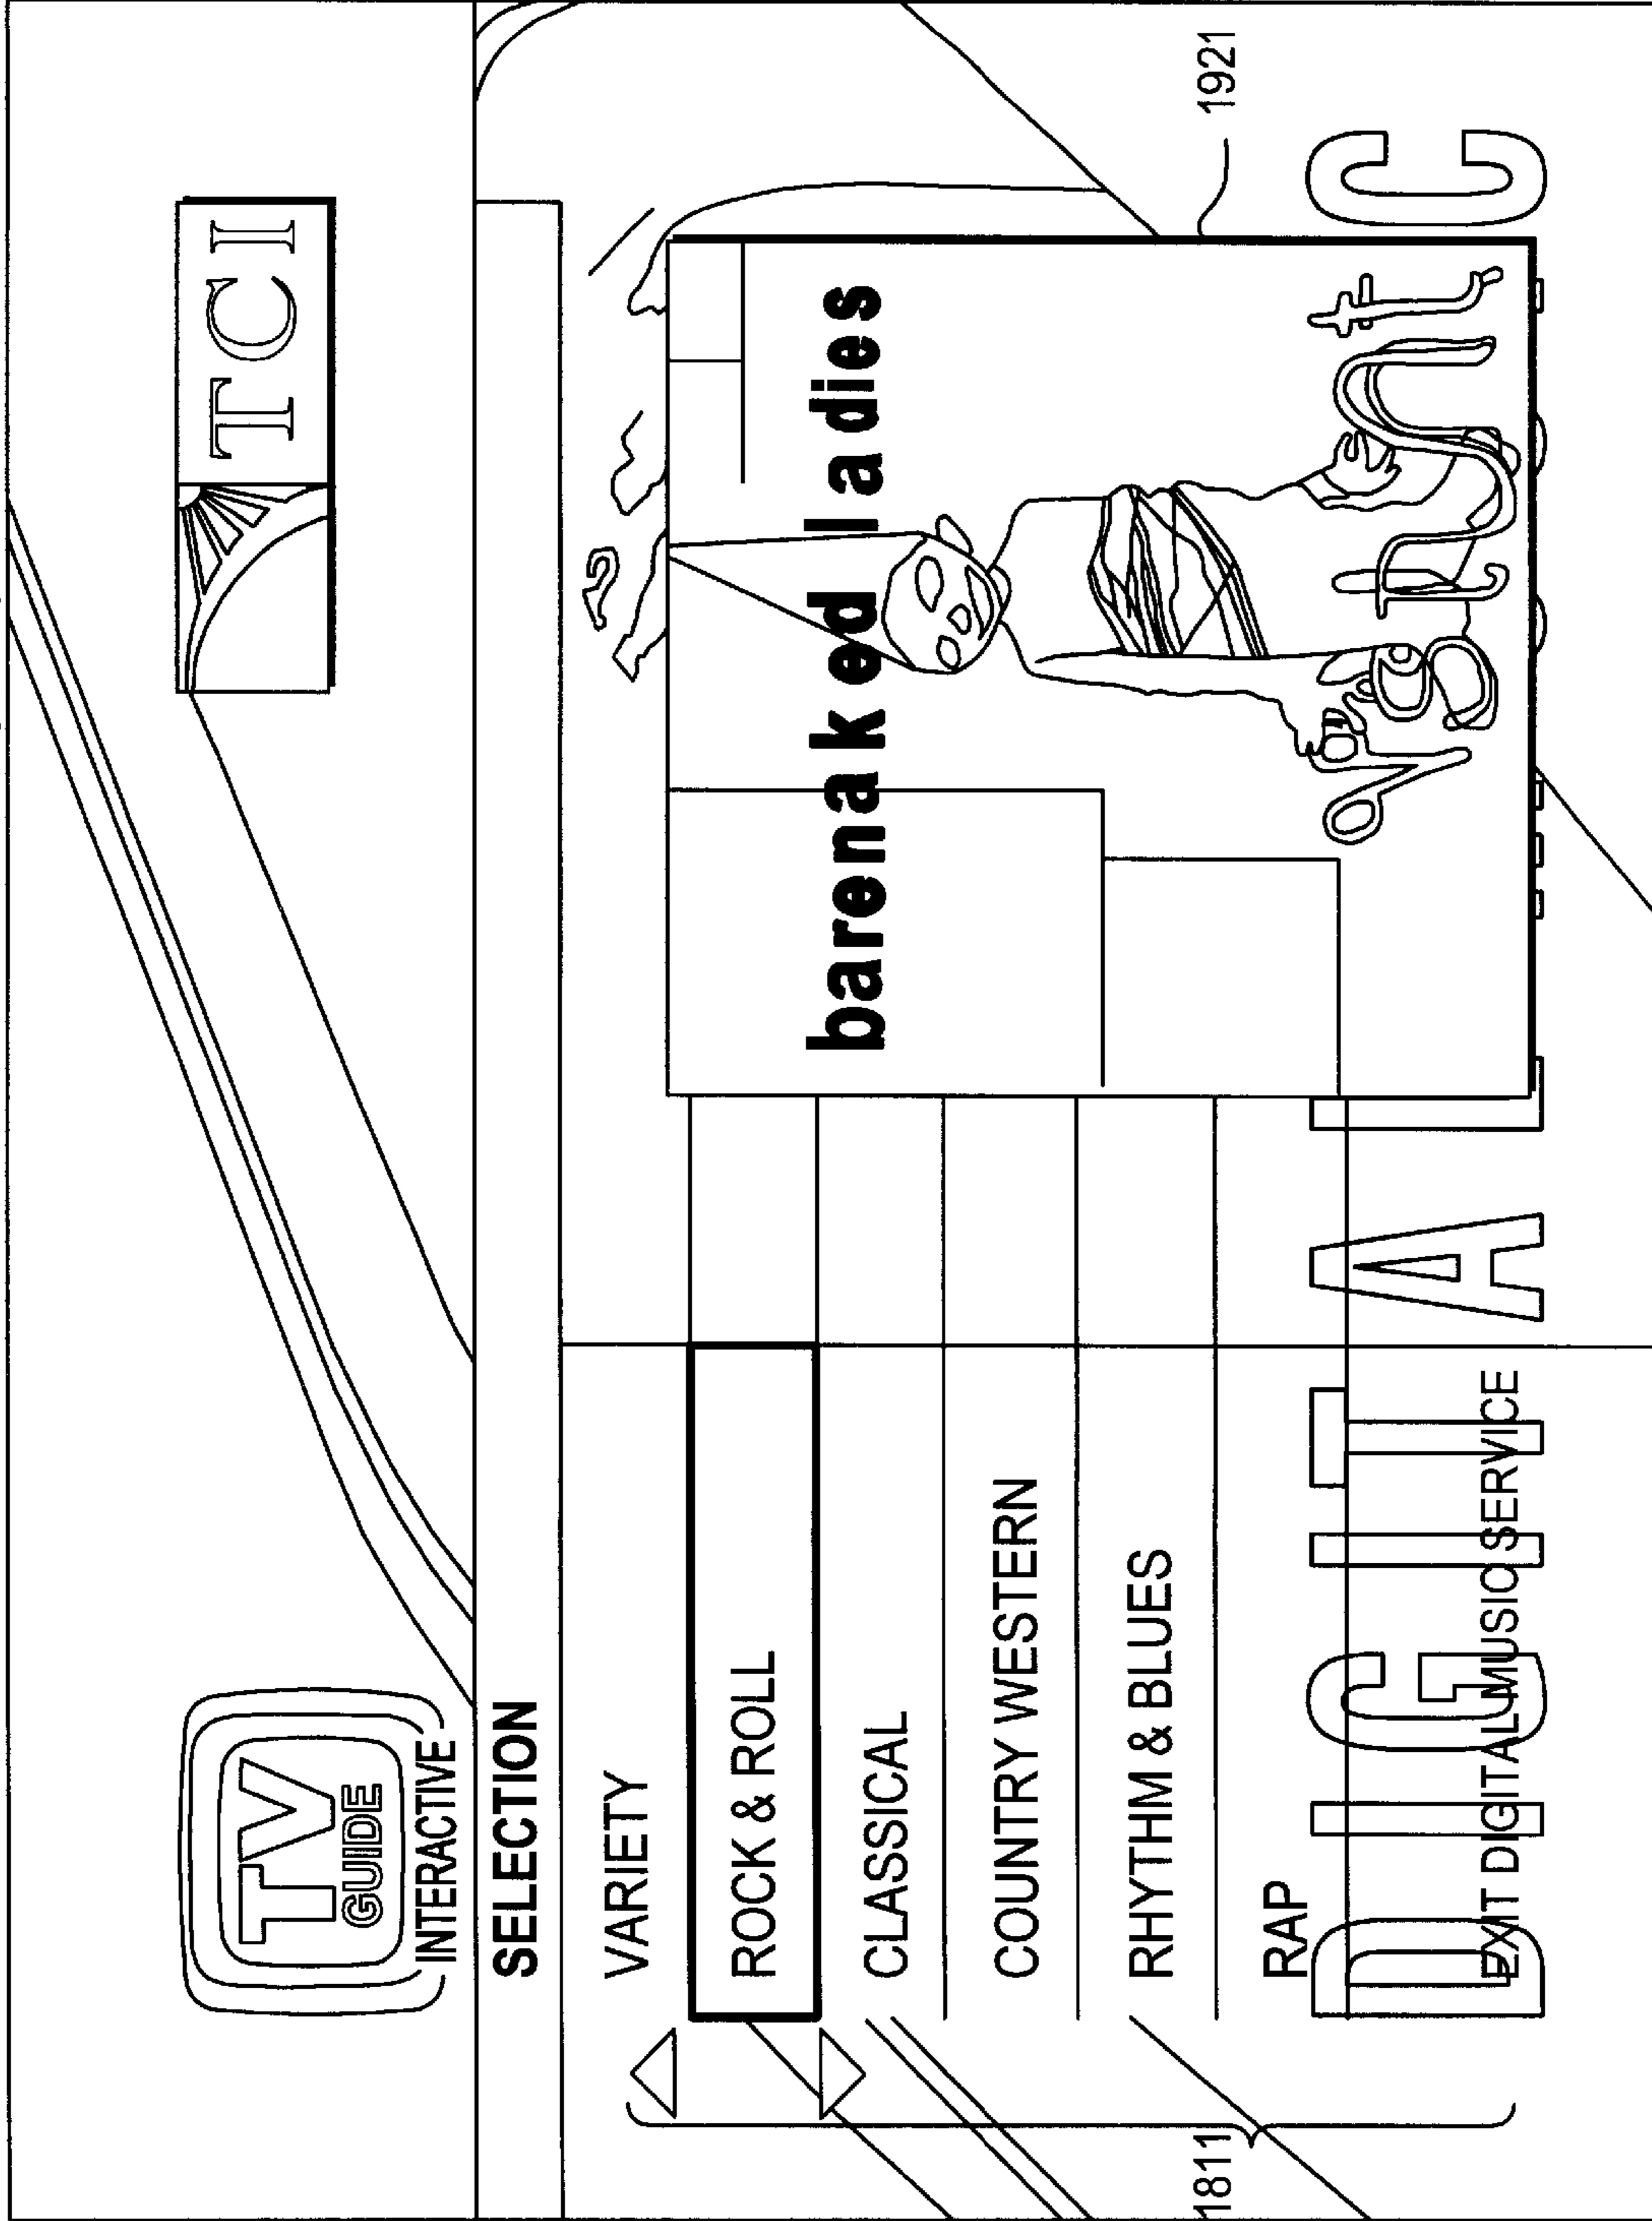 TV
GUIDE
INTERACTIVE
TCI
SELECTION
VARIETY
ROCK & ROLL
CLASSICAL
COUNTRY WESTERN
RHYTHM & BLUES
RAP
EXIT DIGITAL MUSIC SERVICE
DIGITAL
C
barenaked ladies
1811
1921